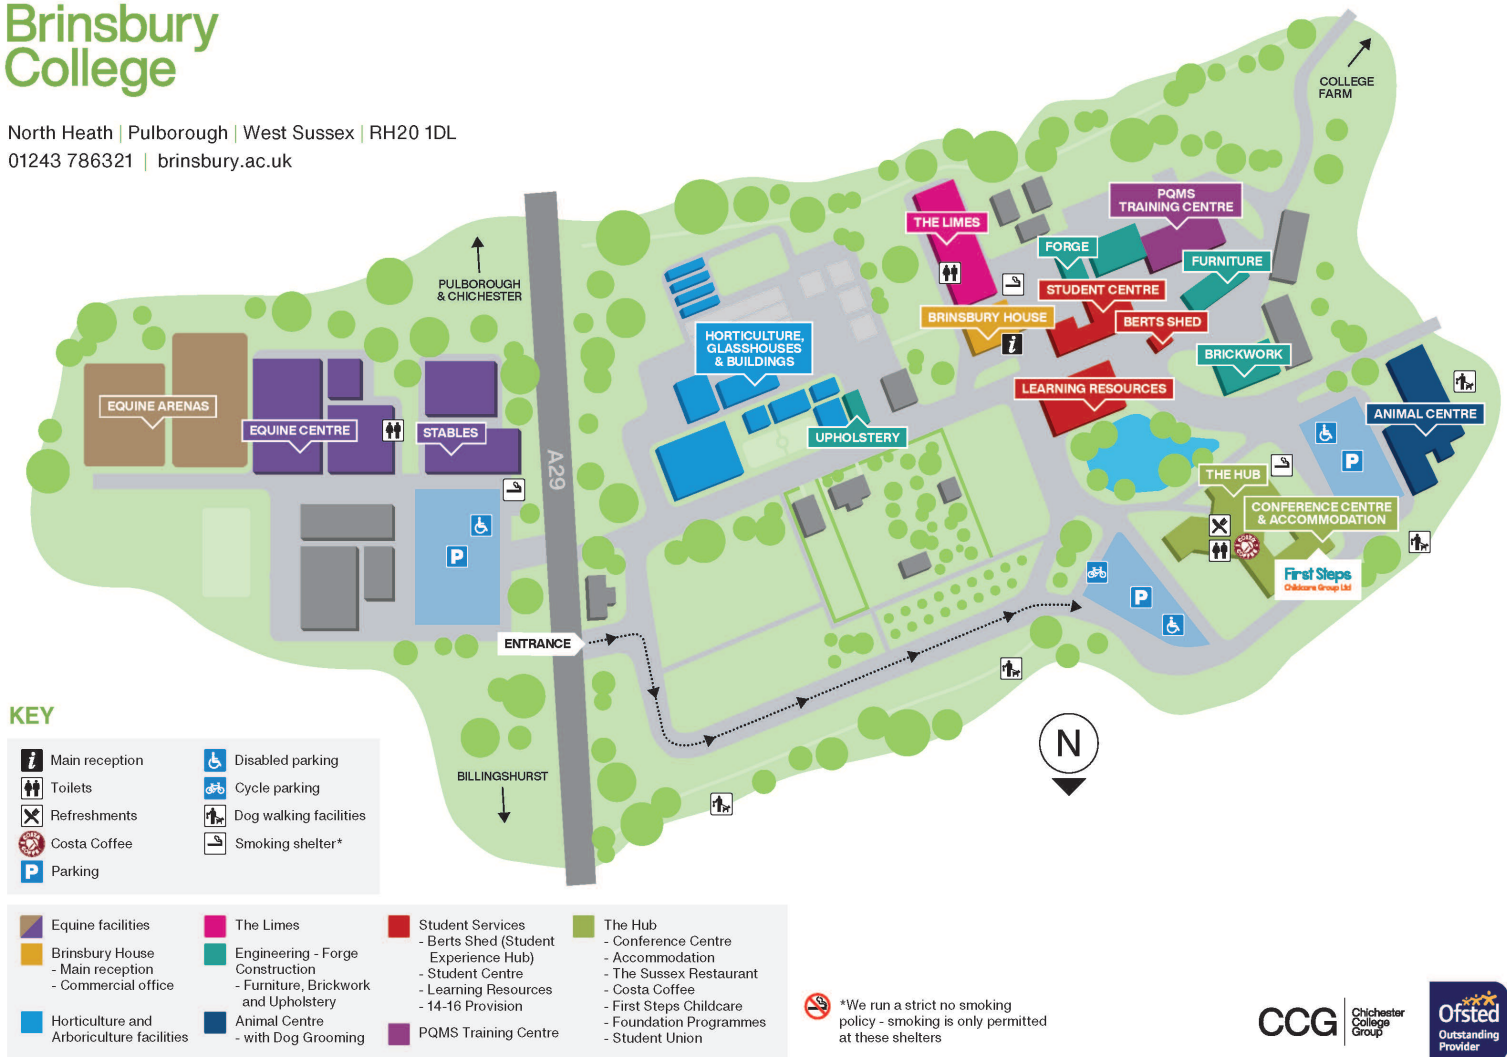 Brinsbury
College
North Heath | Pulborough | West Sussex | RH20 1DL
01243 786321 | brinsbury.ac.uk
COLLEGE
FARM
PULBOROUGH
& CHICHESTER
PQMS
TRAINING CENTRE
THE LIMES
FORGE
FURNITURE
STUDENT CENTRE
BRINSBURY HOUSE
BERTS SHED
i
HORTICULTURE,
GLASSHOUSES
& BUILDINGS
BRICKWORK
LEARNING RESOURCES
EQUINE ARENAS
EQUINE CENTRE
STABLES
A29
UPHOLSTERY
ANIMAL CENTRE
P
THE HUB
CONFERENCE CENTRE
& ACCOMMODATION
COSTA
COFFEE
First Steps
Childcare Group Ltd
P
P
ENTRANCE
N
BILLINGSHURST
KEY
i Main reception
Toilets
Refreshments
COSTA COFFEE Costa Coffee
P Parking
Disabled parking
Cycle parking
Dog walking facilities
Smoking shelter*
Equine facilities
Brinsbury House
- Main reception
- Commercial office
Horticulture and
Arboriculture facilities
The Limes
Engineering - Forge
Construction
- Furniture, Brickwork
and Upholstery
Animal Centre
- with Dog Grooming
Student Services
- Berts Shed (Student
Experience Hub)
- Student Centre
- Learning Resources
- 14-16 Provision
PQMS Training Centre
The Hub
- Conference Centre
- Accommodation
- The Sussex Restaurant
- Costa Coffee
- First Steps Childcare
- Foundation Programmes
- Student Union
*We run a strict no smoking
policy - smoking is only permitted
at these shelters
CCG | Chichester
College
Group
Ofsted
Outstanding
Provider